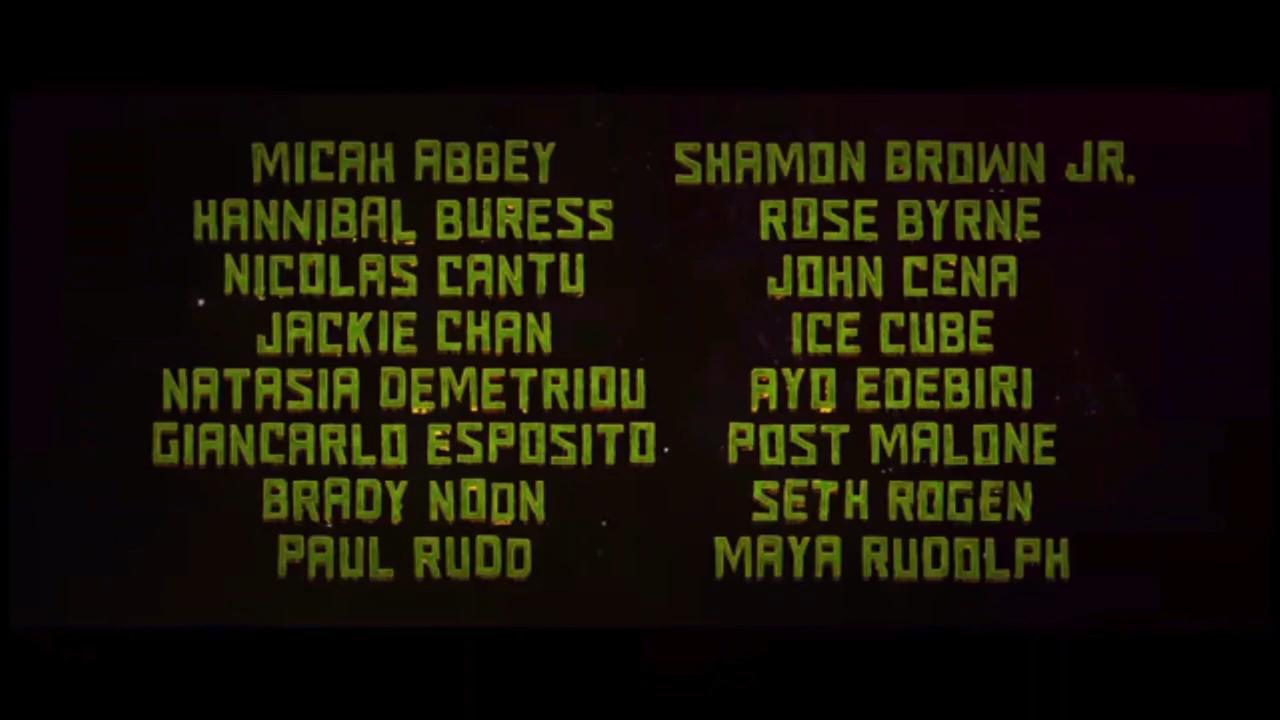 MICAH ABBEY SHAMON BROWN JR.
HANNIBAL BURESS ROSE BYRNE
NICOLAS CANTU JOHN CENA
JACKIE CHAN ICE CUBE
NATASIA DEMETRIOU AYO EDEBIRI
GIANCARLO ESPOSITO POST MALONE
BRADY NOON SETH ROGEN
PAUL RUDD MAYA RUDOLPH